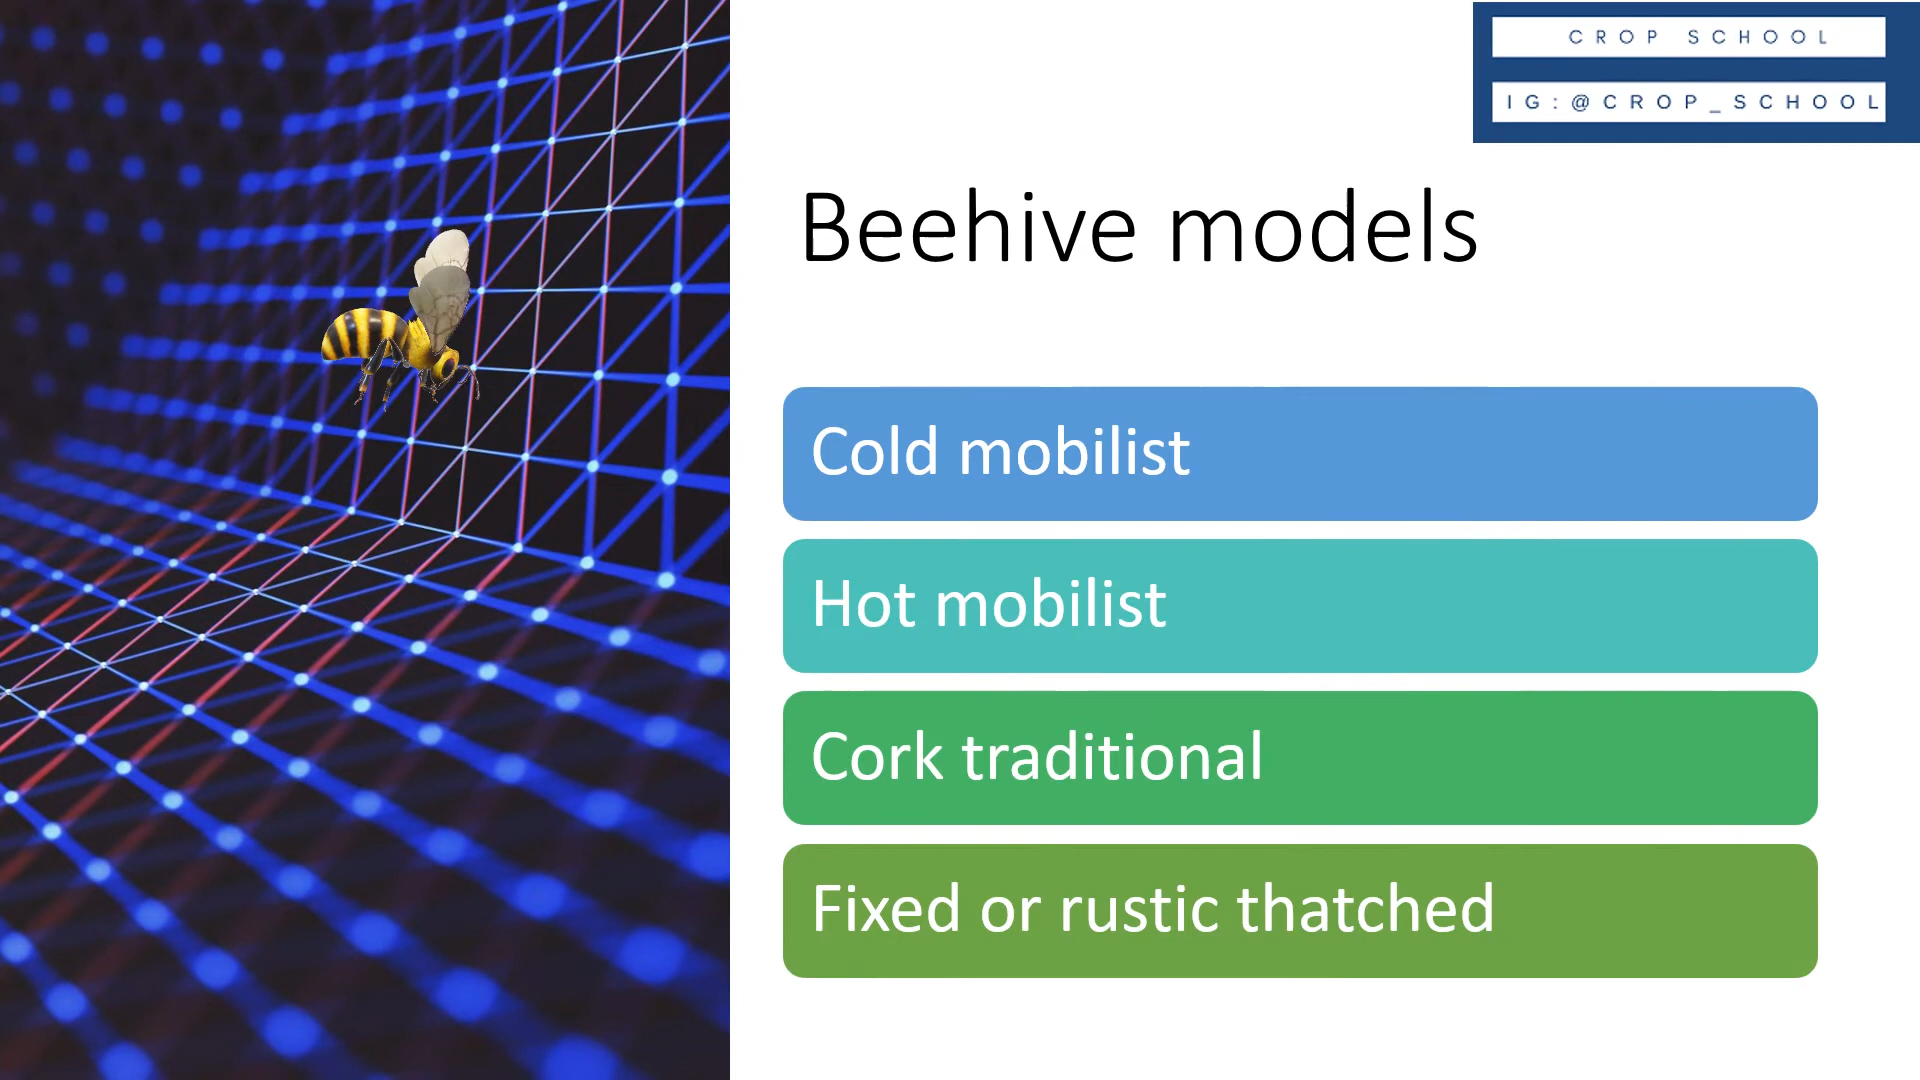 CROP SCHOOL
IG:@CROP_SCHOOL
Beehive models
Cold mobilist
Hot mobilist
Cork traditional
Fixed or rustic thatched